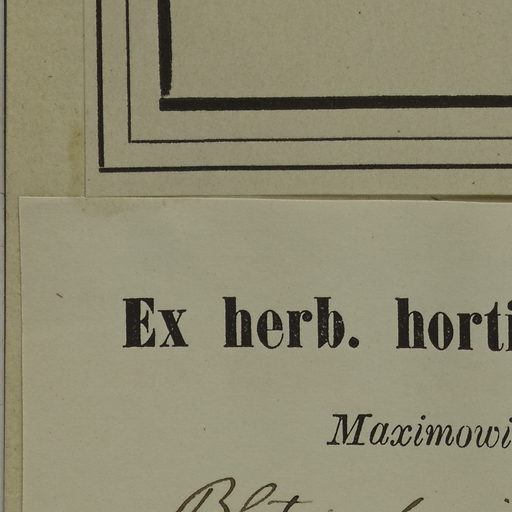 Ex herb. horti
Maximowi